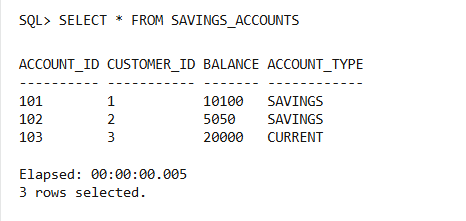 SQL> SELECT * FROM SAVINGS_ACCOUNTS
ACCOUNT_ID CUSTOMER_ID BALANCE ACCOUNT_TYPE
---------- ----------- ------- ------------
101        1           10100   SAVINGS
102        2           5050    SAVINGS
103        3           20000   CURRENT
Elapsed: 00:00:00.005
3 rows selected.